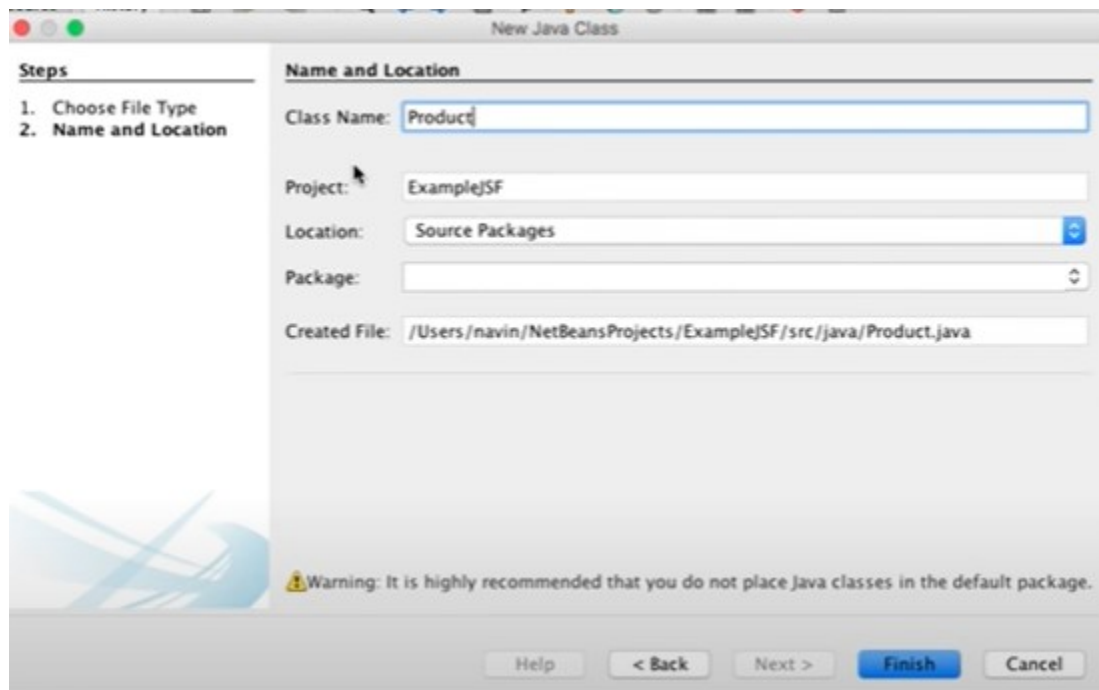 New Java Class
Steps
1. Choose File Type
2. Name and Location
Name and Location
Class Name: Product
Project: ExampleJSF
Location: Source Packages
Package:
Created File: /Users/navin/NetBeansProjects/ExampleJSF/src/java/Product.java
Warning: It is highly recommended that you do not place Java classes in the default package.
Help < Back Next > Finish Cancel